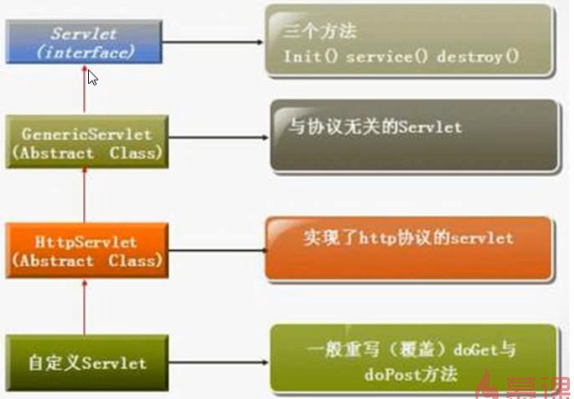 Servlet
(interface)
三个方法
Init() service() destroy()
GenericServlet
(Abstract Class)
与协议无关的Servlet
HttpServlet
(Abstract Class)
实现了http协议的servlet
自定义Servlet
一般重写（覆盖）doGet与
doPost方法
慕课